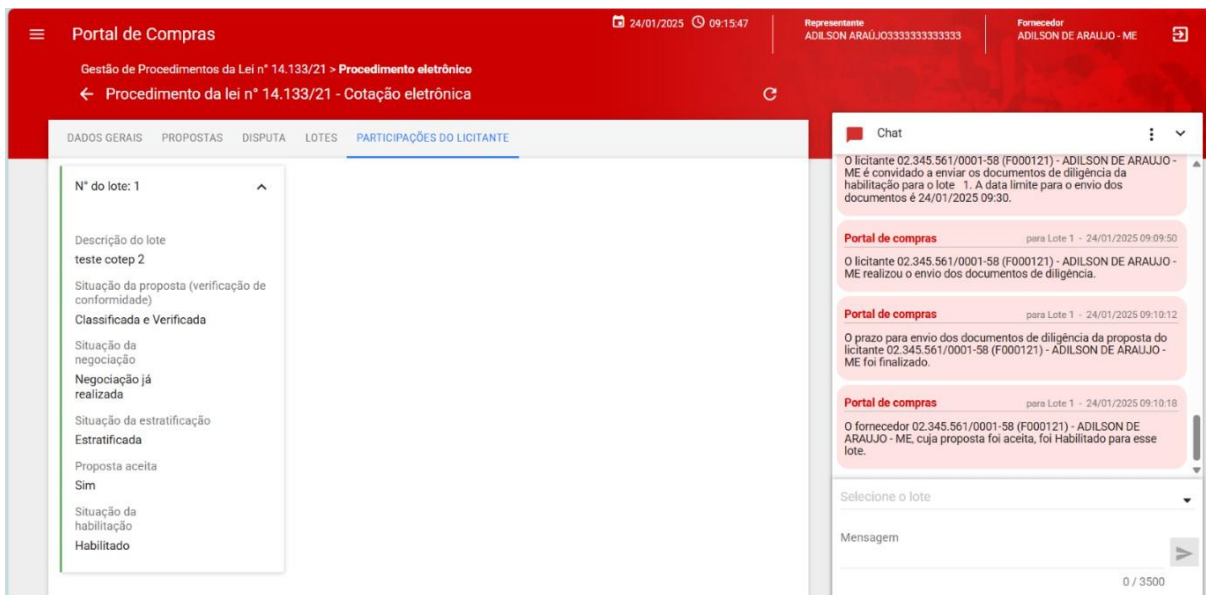 Portal de Compras
24/01/2025 09:15:47
Representante
ADILSON ARAÚJO3333333333333
Fornecedor
ADILSON DE ARAUJO - ME
Gestão de Procedimentos da Lei n° 14.133/21 > Procedimento eletrônico
Procedimento da lei n° 14.133/21 - Cotação eletrônica
DADOS GERAIS PROPOSTAS DISPUTA LOTES PARTICIPAÇÕES DO LICITANTE
N° do lote: 1
Descrição do lote
teste cotep 2
Situação da proposta (verificação de
conformidade)
Classificada e Verificada
Situação da
negociação
Negociação já
realizada
Situação da estratificação
Estratificada
Proposta aceita
Sim
Situação da
habilitação
Habilitado
Chat
O licitante 02.345.561/0001-58 (F000121) - ADILSON DE ARAUJO -
ME é convidado a enviar os documentos de diligência da
habilitação para o lote 1. A data limite para o envio dos
documentos é 24/01/2025 09:30.
Portal de compras para Lote 1 - 24/01/2025 09:09:50
O licitante 02.345.561/0001-58 (F000121) - ADILSON DE ARAUJO -
ME realizou o envio dos documentos de diligência.
Portal de compras para Lote 1 - 24/01/2025 09:10:12
O prazo para envio dos documentos de diligência da proposta do
licitante 02.345.561/0001-58 (F000121) - ADILSON DE ARAUJO -
ME foi finalizado.
Portal de compras para Lote 1 - 24/01/2025 09:10:18
O fornecedor 02.345.561/0001-58 (F000121) - ADILSON DE
ARAUJO - ME, cuja proposta foi aceita, foi Habilitado para esse
lote.
Selecione o lote
Mensagem
0 / 3500